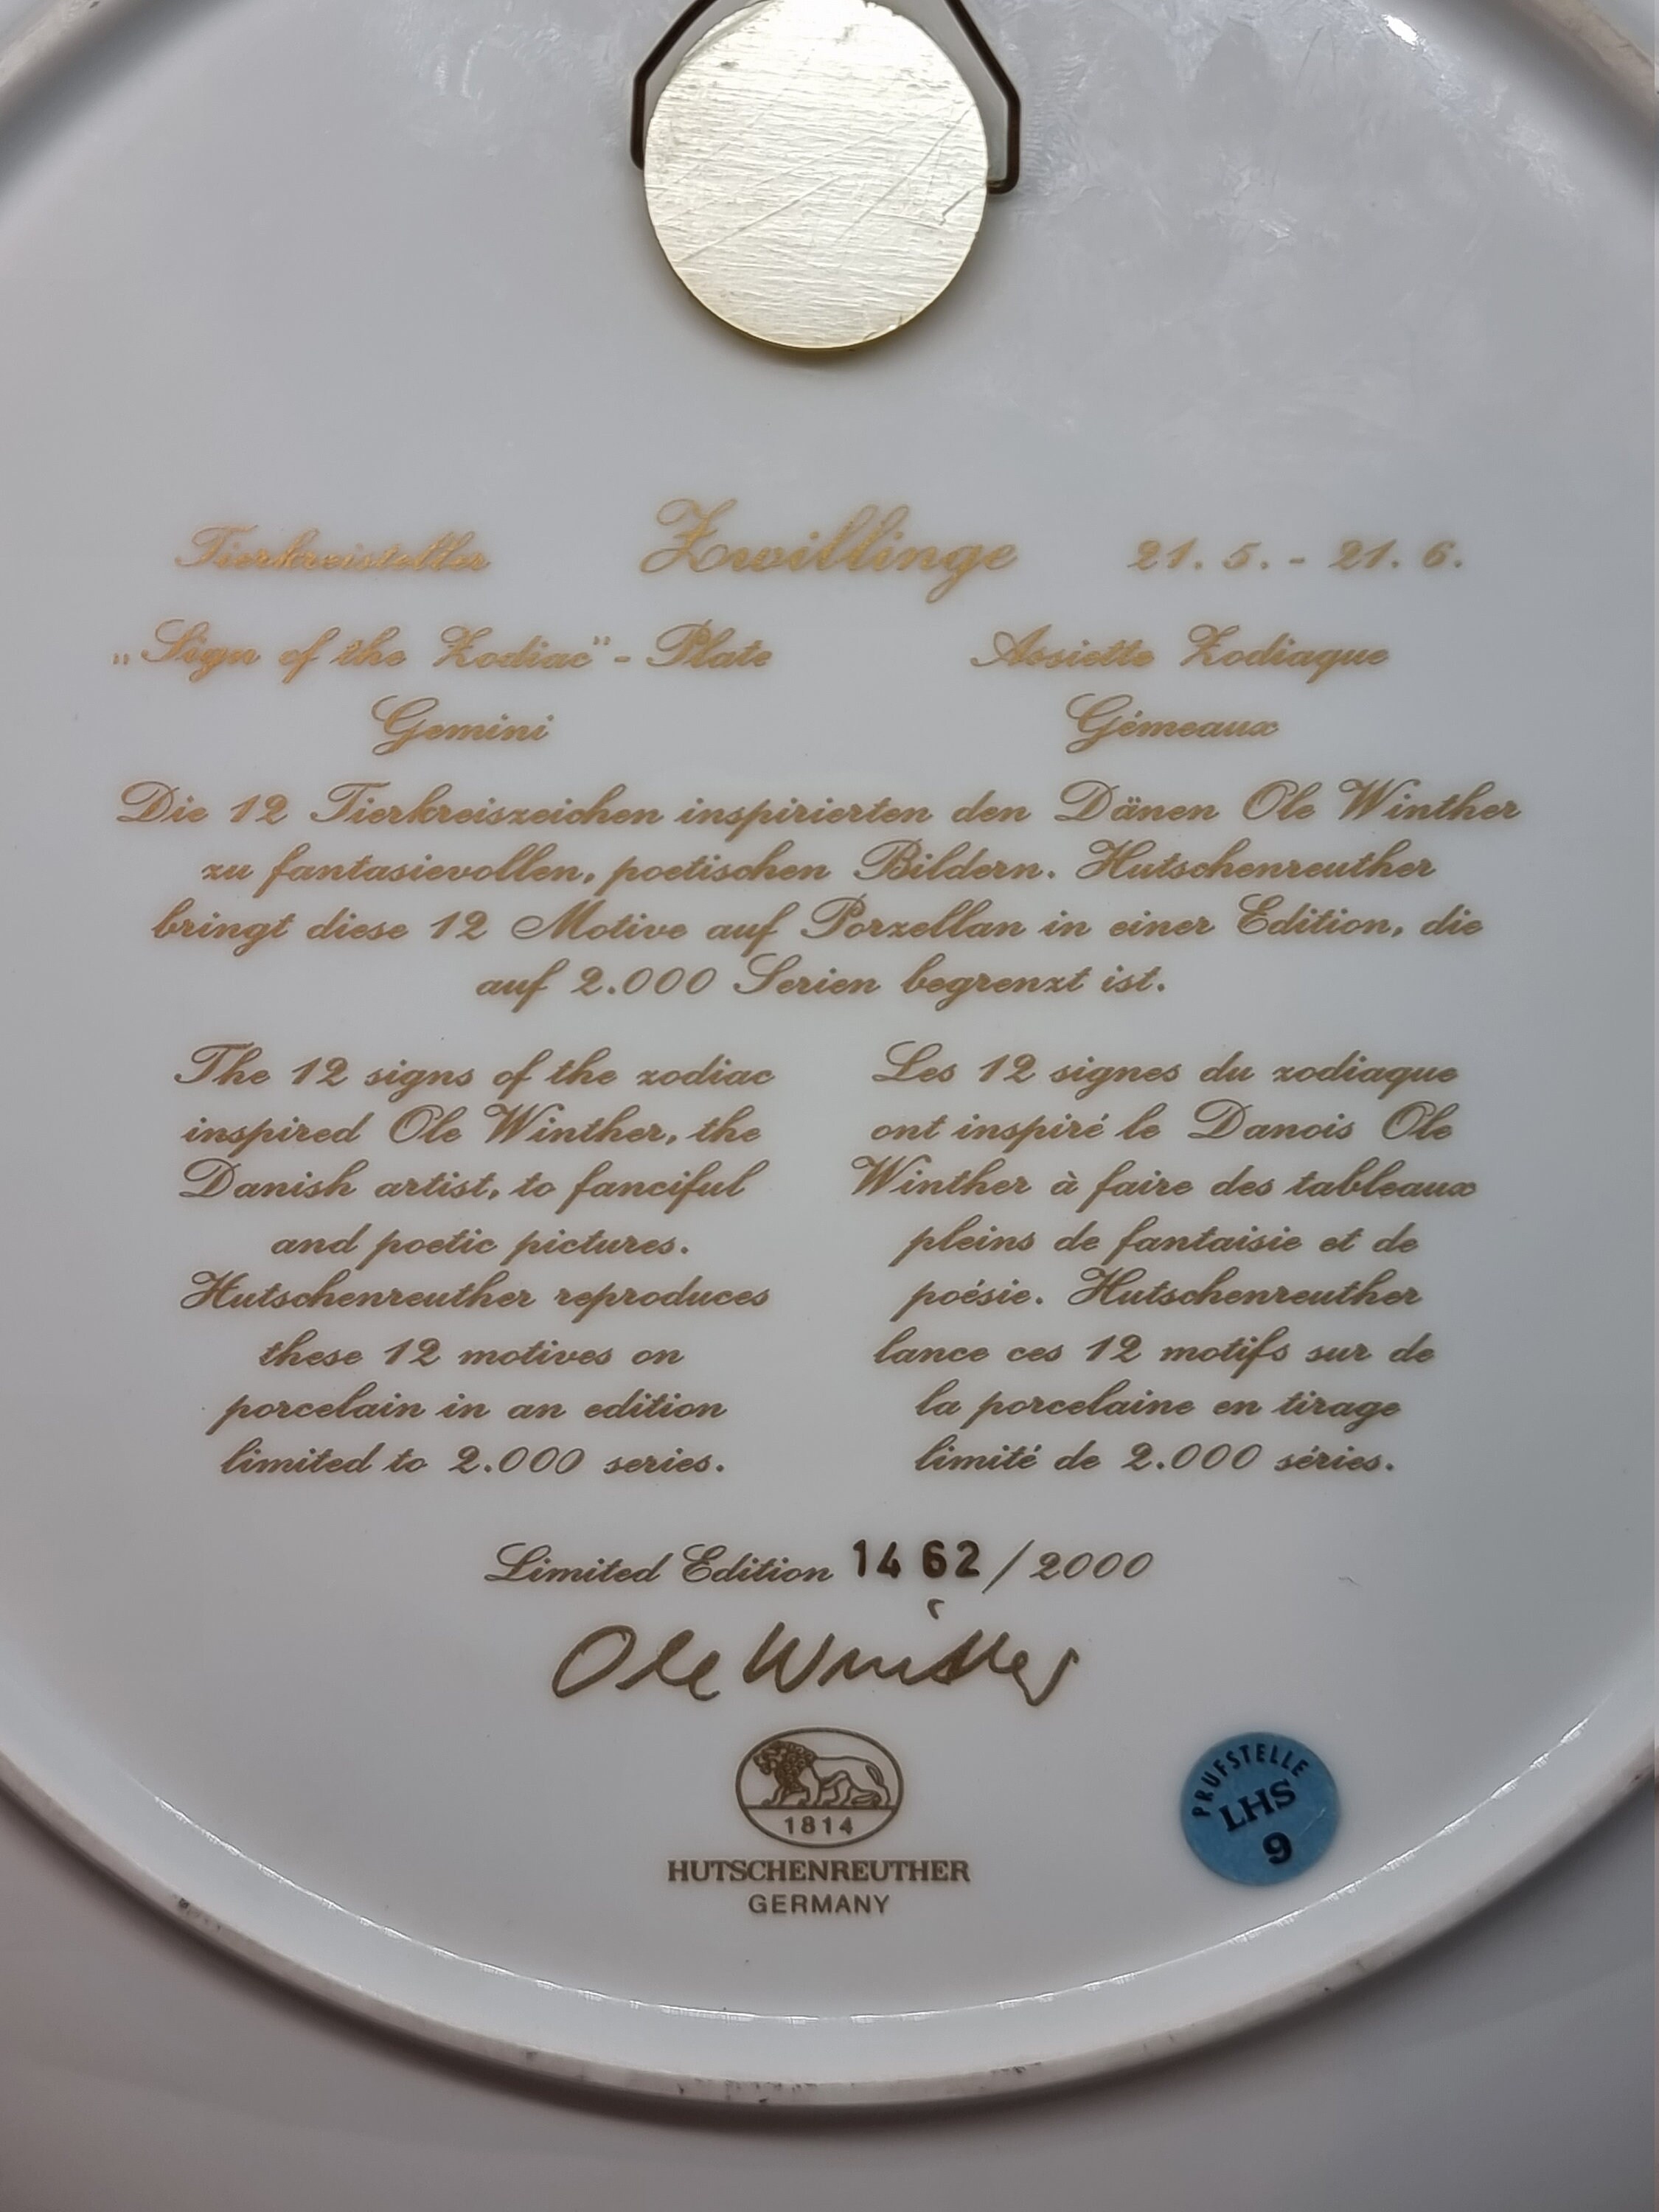 Tierkreisteller Zwillinge 21. 5. - 21. 6.
„Sign of the Zodiac" - Plate
Gemini
Assiette Zodiaque
Gémeaux
Die 12 Tierkreiszeichen inspirierten den Dänen Ole Winther
zu fantasievollen, poetischen Bildern. Hutschenreuther
bringt diese 12 Motive auf Porzellan in einer Edition, die
auf 2.000 Serien begrenzt ist.
The 12 signs of the zodiac
inspired Ole Winther, the
Danish artist, to fanciful
and poetic pictures.
Hutschenreuther reproduces
these 12 motives on
porcelain in an edition
limited to 2.000 series.
Les 12 signes du zodiaque
ont inspiré le Danois Ole
Winther à faire des tableaux
pleins de fantaisie et de
poésie. Hutschenreuther
lance ces 12 motifs sur de
la porcelaine en tirage
limité de 2.000 séries.
Limited Edition 1462 / 2000
Ole Winther
1814
HUTSCHENREUTHER
GERMANY
PRUFSTELLE
LHS
9